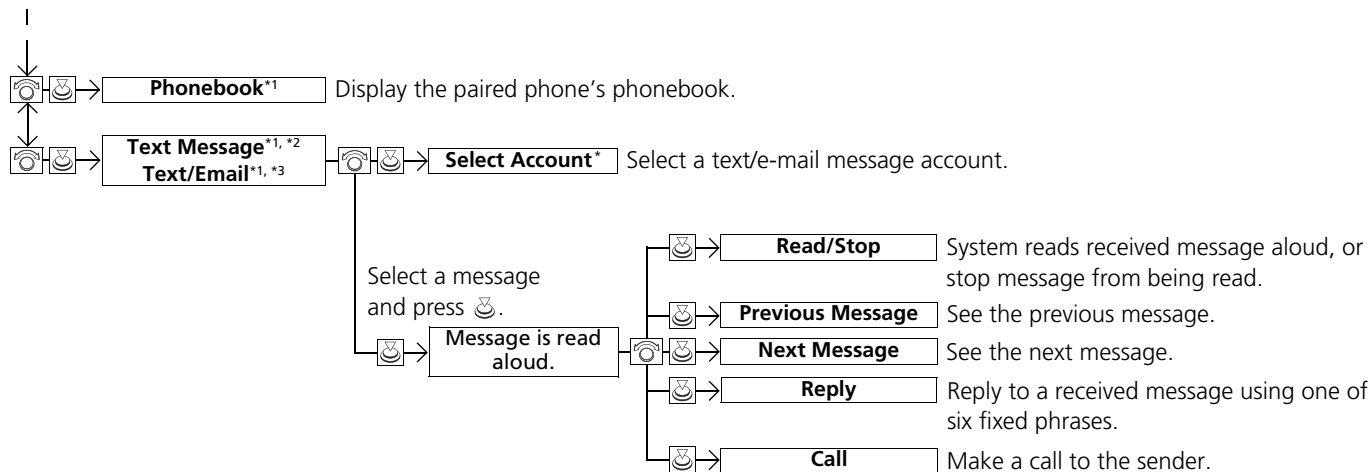 Phonebook*1 Display the paired phone's phonebook.
Text Message*1, *2
Text/Email*1, *3
Select Account* Select a text/e-mail message account.
Select a message
and press .
Message is read
aloud.
Read/Stop System reads received message aloud, or
stop message from being read.
Previous Message See the previous message.
Next Message See the next message.
Reply Reply to a received message using one of
six fixed phrases.
Call Make a call to the sender.